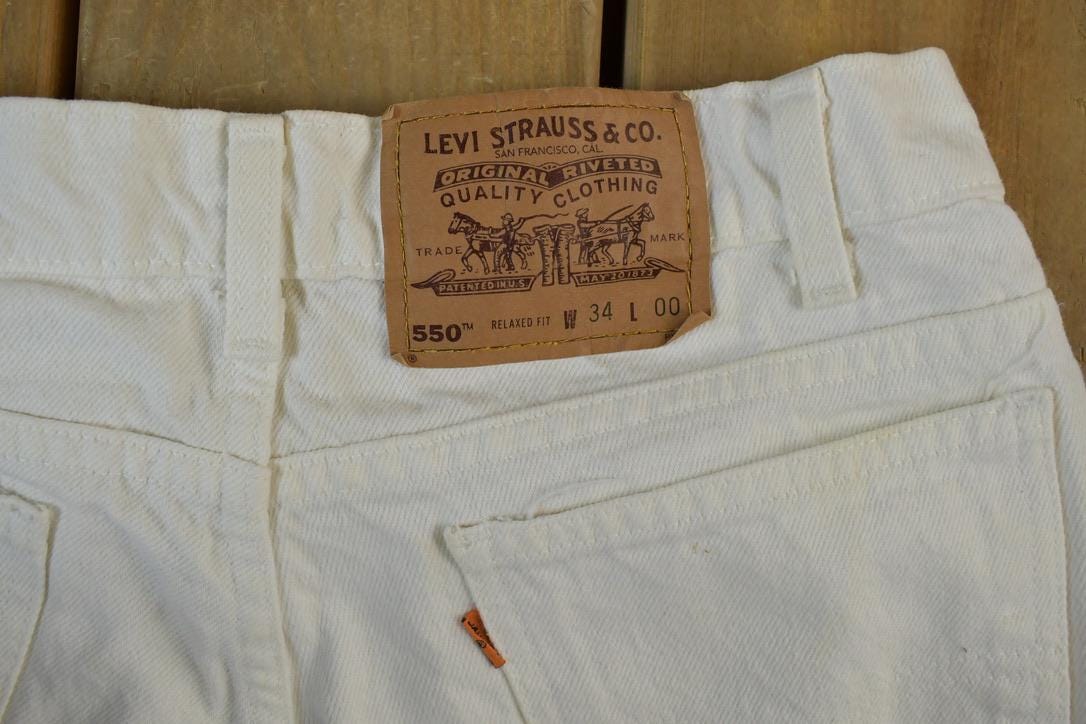 LEVI STRAUSS & CO.
SAN FRANCISCO, CAL.
ORIGINAL RIVETED
QUALITY CLOTHING
TRADE MARK
PATENTED IN U.S. MAY 20 1873
550™ RELAXED FIT W 34 L 00
®